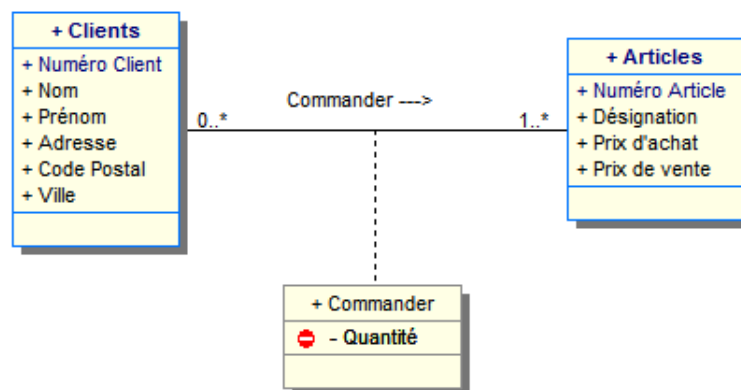 + Clients
+ Numéro Client
+ Nom
+ Prénom
+ Adresse
+ Code Postal
+ Ville
Commander --->
0..*
1..*
+ Articles
+ Numéro Article
+ Désignation
+ Prix d'achat
+ Prix de vente
+ Commander
- Quantité